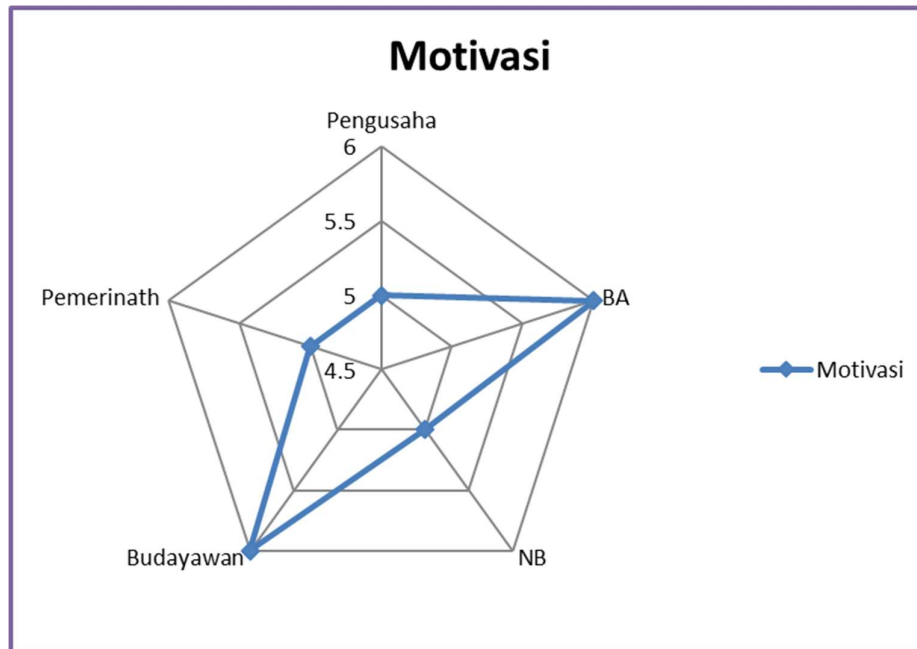 Motivasi
Pengusaha
6
5.5
5
4.5
BA
NB
Budayawan
Pemerinath
Motivasi